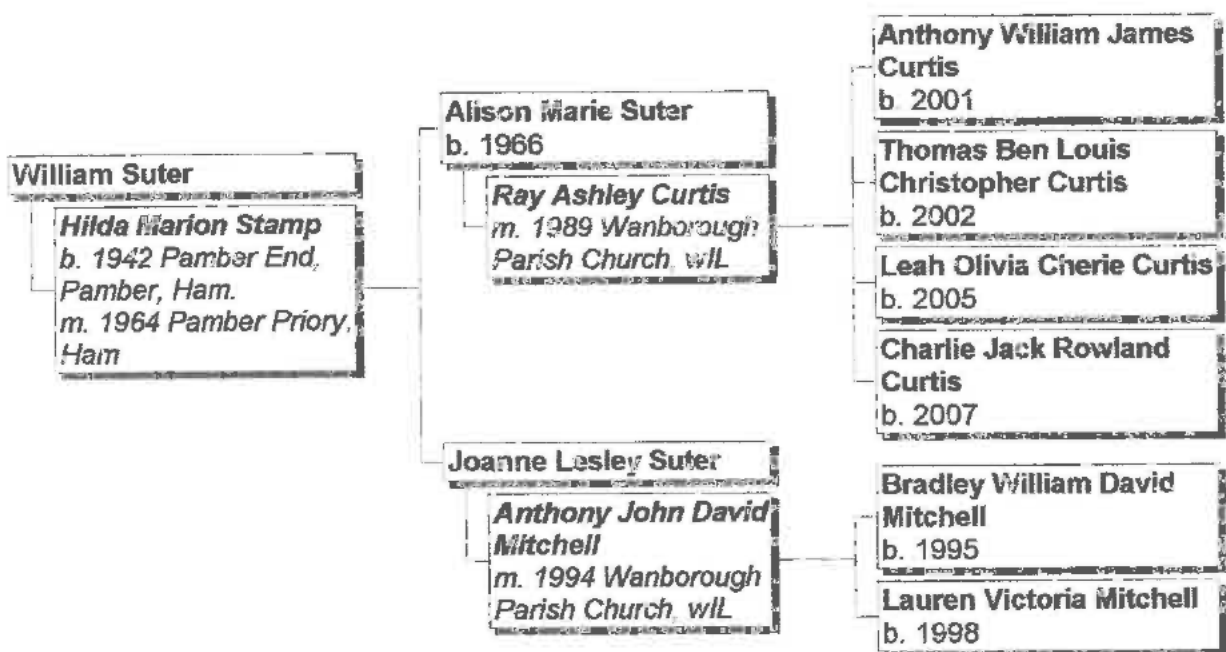 William Suter
Hilda Marion Stamp
b. 1942 Pamber End,
Pamber, Ham.
m. 1964 Pamber Priory,
Ham
Alison Marie Suter
b. 1966
Ray Ashley Curtis
m. 1989 Wanborough
Parish Church, wIL
Joanne Lesley Suter
Anthony John David
Mitchell
m. 1994 Wanborough
Parish Church, wIL
Anthony William James
Curtis
b. 2001
Thomas Ben Louis
Christopher Curtis
b. 2002
Leah Olivia Cherie Curtis
b. 2005
Charlie Jack Rowland
Curtis
b. 2007
Bradley William David
Mitchell
b. 1995
Lauren Victoria Mitchell
b. 1998